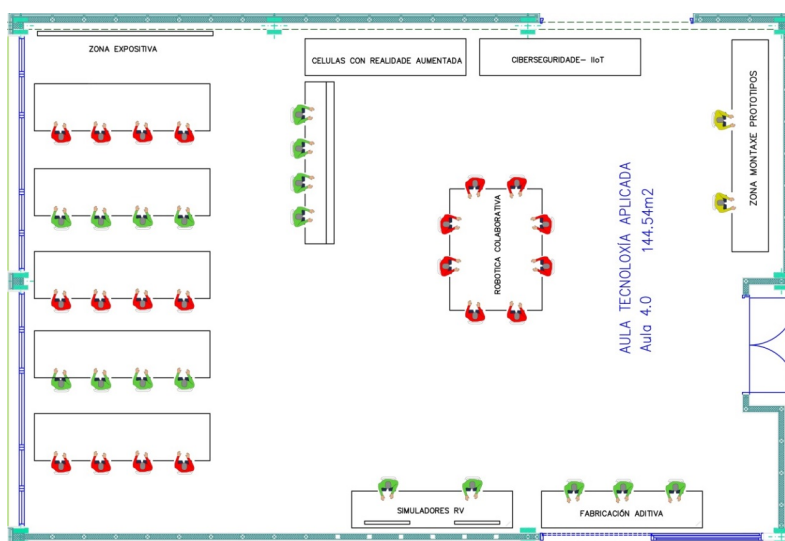 ZONA EXPOSITIVA
CELULAS CON REALIDADE AUMENTADA
CIBERSEGURIDADE- IIoT
ZONA MONTAXE PROTOTIPOS
ROBOTICA COLABORATIVA
AULA TECNOLOXÍA APLICADA
Aula 4.0 144.54m2
SIMULADORES RV
FABRICACIÓN ADITIVA